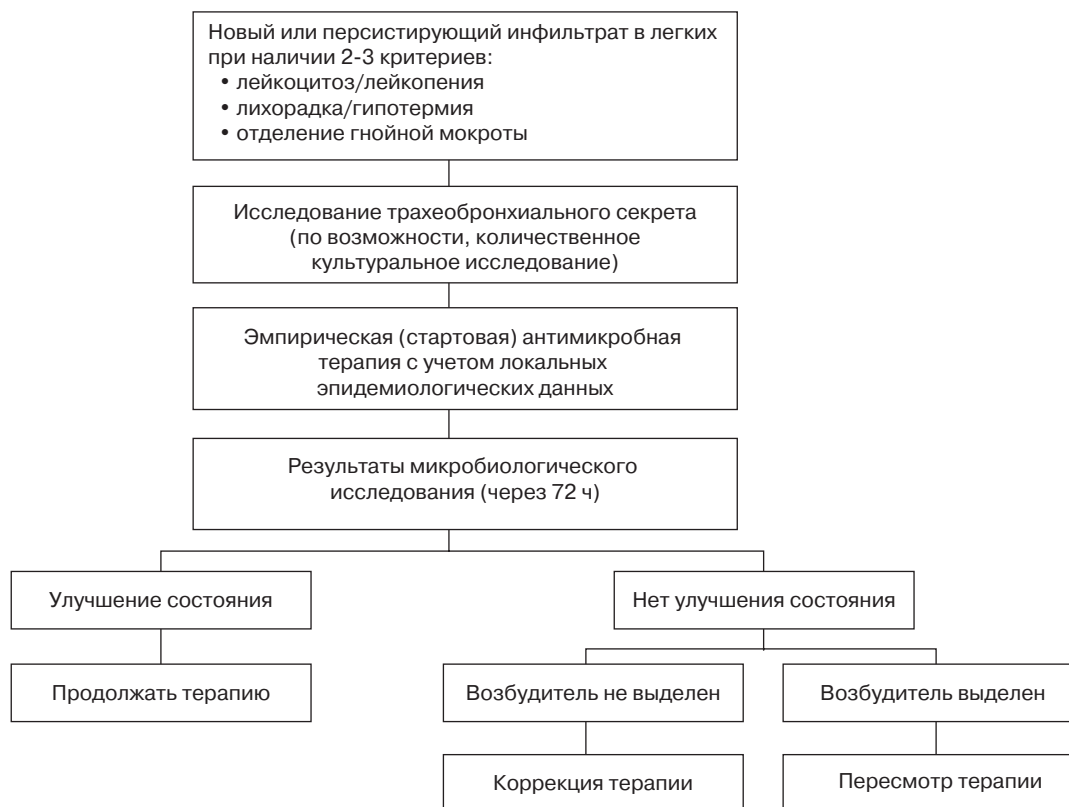 Новый или персистирующий инфильтрат в легких
при наличии 2-3 критериев:
• лейкоцитоз/лейкопения
• лихорадка/гипотермия
• отделение гнойной мокроты
Исследование трахеобронхиального секрета
(по возможности, количественное
культуральное исследование)
Эмпирическая (стартовая) антимикробная
терапия с учетом локальных
эпидемиологических данных
Результаты микробиологического
исследования (через 72 ч)
Улучшение состояния
Нет улучшения состояния
Продолжать терапию
Возбудитель не выделен
Возбудитель выделен
Коррекция терапии
Пересмотр терапии